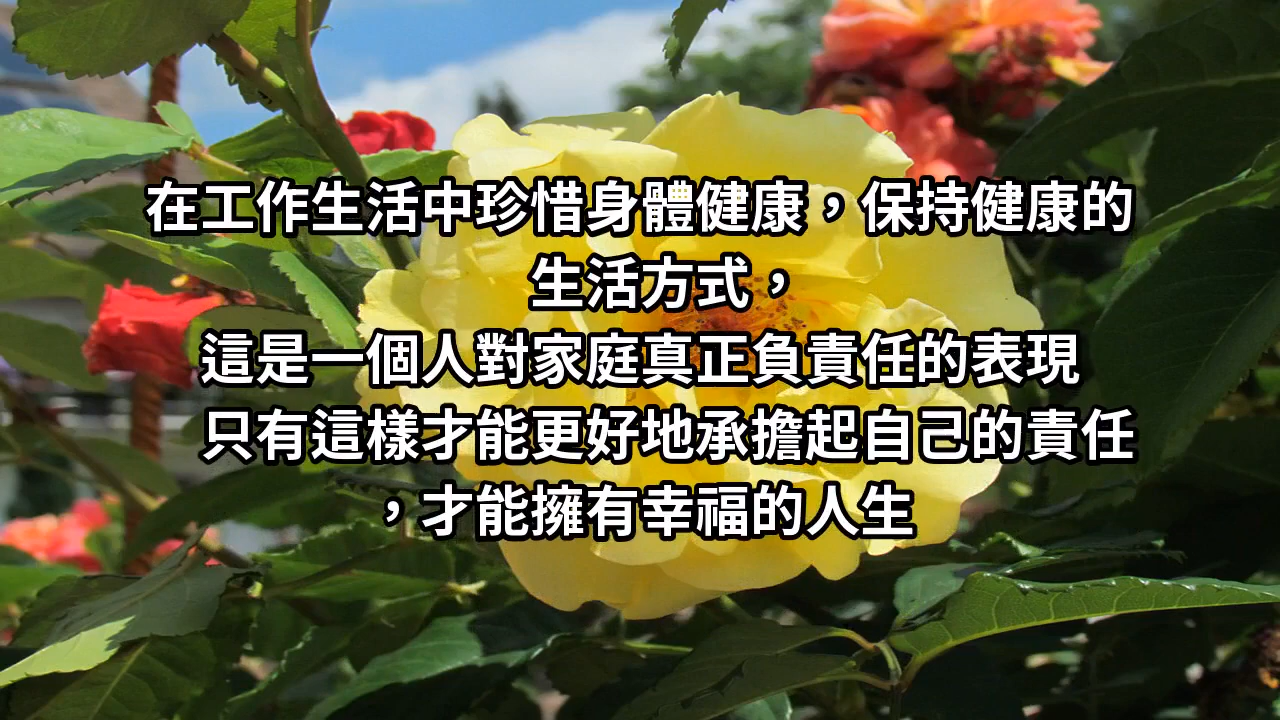 在工作生活中珍惜身體健康，保持健康的
生活方式，
這是一個人對家庭真正負責任的表現
只有這樣才能更好地承擔起自己的責任
，才能擁有幸福的人生